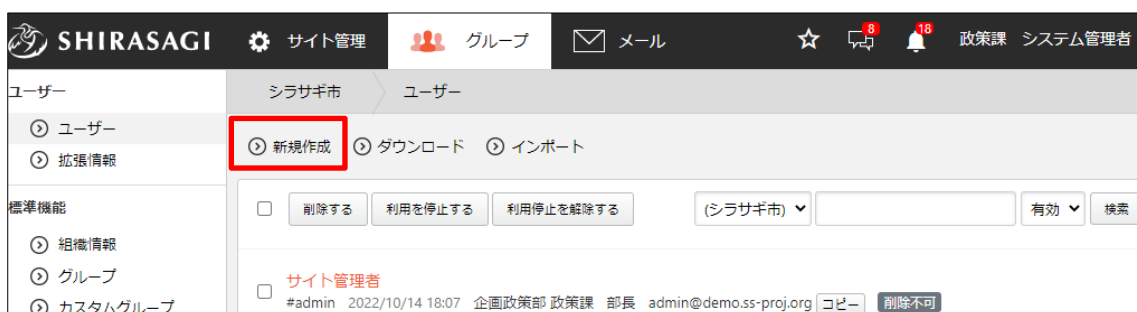 SHIRASAGI サイト管理 グループ メール 8 18 政策課 システム管理者
ユーザー シラサギ市 ユーザー
ユーザー
拡張情報
新規作成 ダウンロード インポート
標準機能
組織情報
グループ
カスタムグループ
削除する 利用を停止する 利用停止を解除する (シラサギ市) 有効 検索
サイト管理者
#admin 2022/10/14 18:07 企画政策部 政策課 部長 admin@demo.ss-proj.org コピー 削除不可